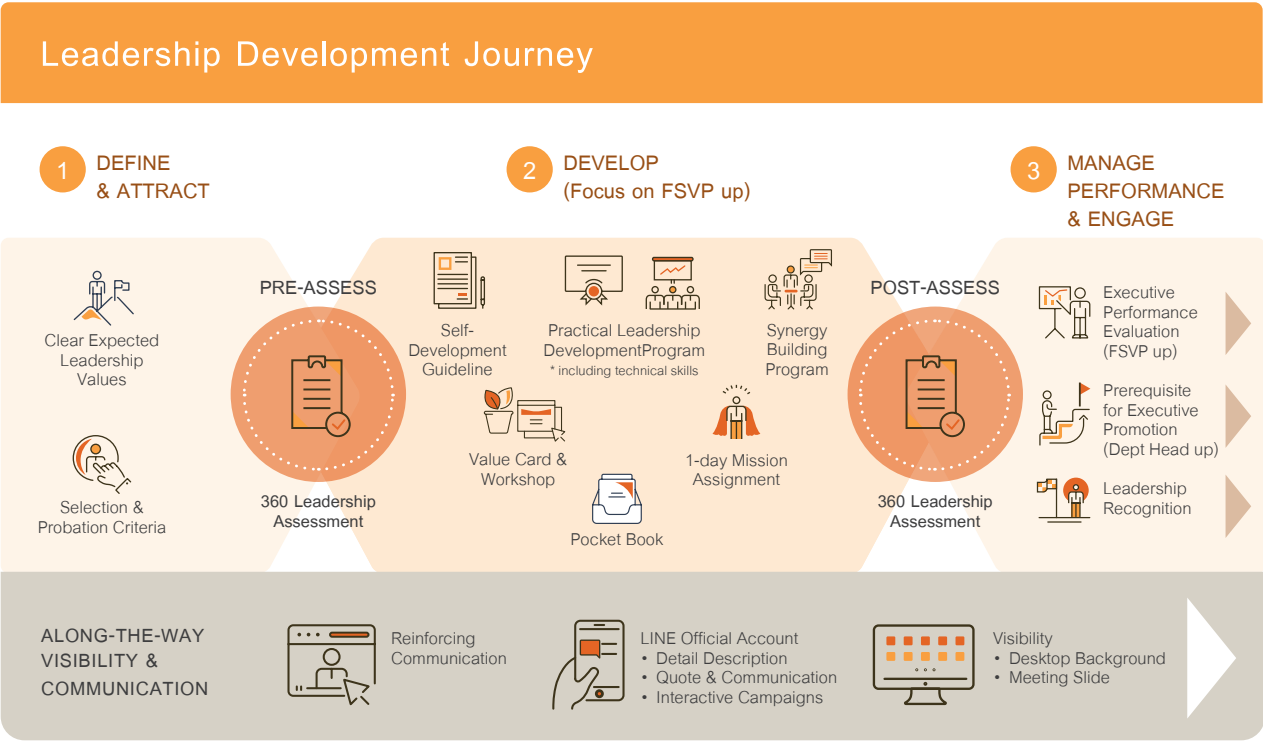 Leadership Development Journey
1
DEFINE
& ATTRACT
2
DEVELOP
(Focus on FSVP up)
3
MANAGE
PERFORMANCE
& ENGAGE
Clear Expected
Leadership
Values
Selection &
Probation Criteria
PRE-ASSESS
360 Leadership
Assessment
Self-
Development
Guideline
Practical Leadership
DevelopmentProgram
* including technical skills
Synergy
Building
Program
Value Card &
Workshop
1-day Mission
Assignment
Pocket Book
POST-ASSESS
360 Leadership
Assessment
Executive
Performance
Evaluation
(FSVP up)
Prerequisite
for Executive
Promotion
(Dept Head up)
Leadership
Recognition
ALONG-THE-WAY
VISIBILITY &
COMMUNICATION
Reinforcing
Communication
LINE Official Account
• Detail Description
• Quote & Communication
• Interactive Campaigns
Visibility
• Desktop Background
• Meeting Slide